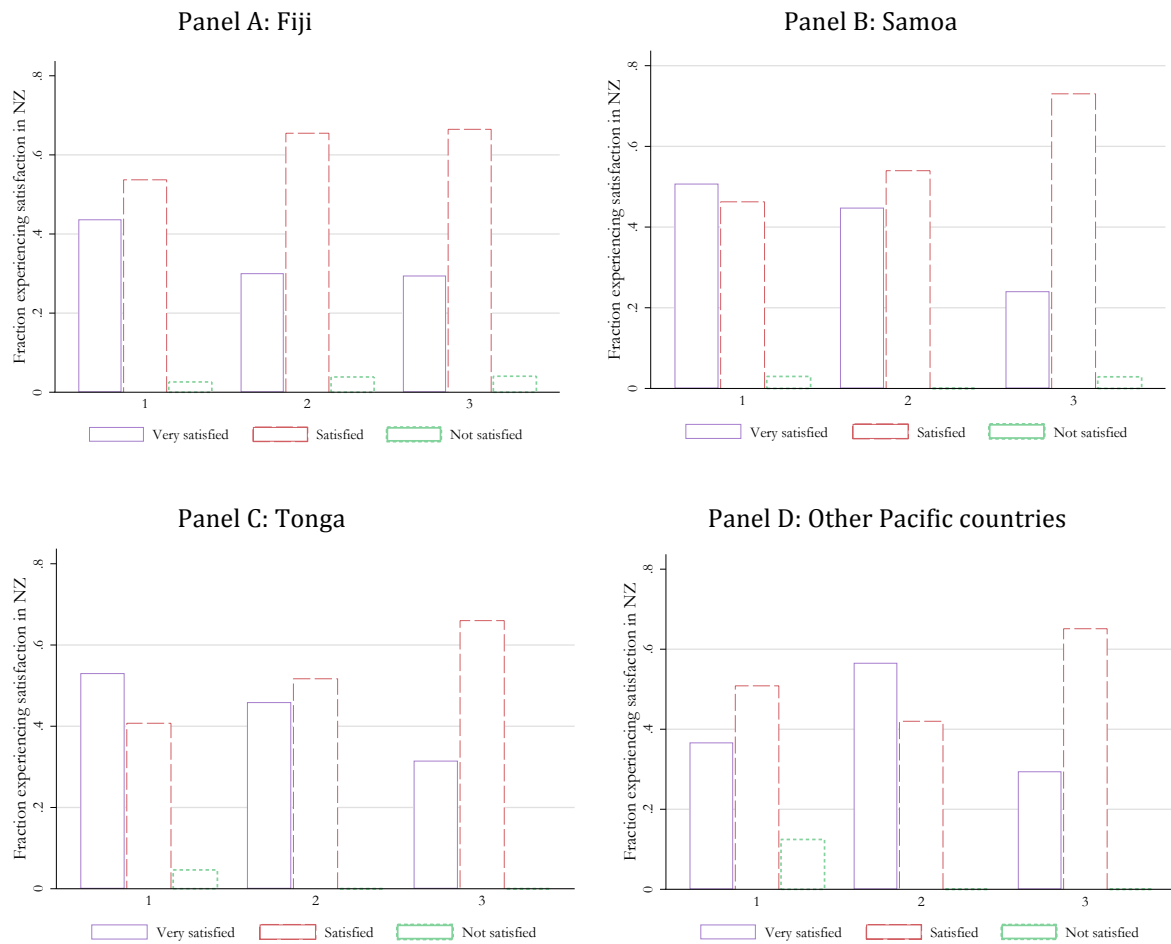 Panel A: Fiji
Fraction experiencing satisfaction in NZ
.8
.6
.4
.2
0
1 2 3
Very satisfied Satisfied Not satisfied
Panel B: Samoa
Fraction experiencing satisfaction in NZ
.8
.6
.4
.2
0
1 2 3
Very satisfied Satisfied Not satisfied
Panel C: Tonga
Fraction experiencing satisfaction in NZ
.8
.6
.4
.2
0
1 2 3
Very satisfied Satisfied Not satisfied
Panel D: Other Pacific countries
Fraction experiencing satisfaction in NZ
.8
.6
.4
.2
0
1 2 3
Very satisfied Satisfied Not satisfied